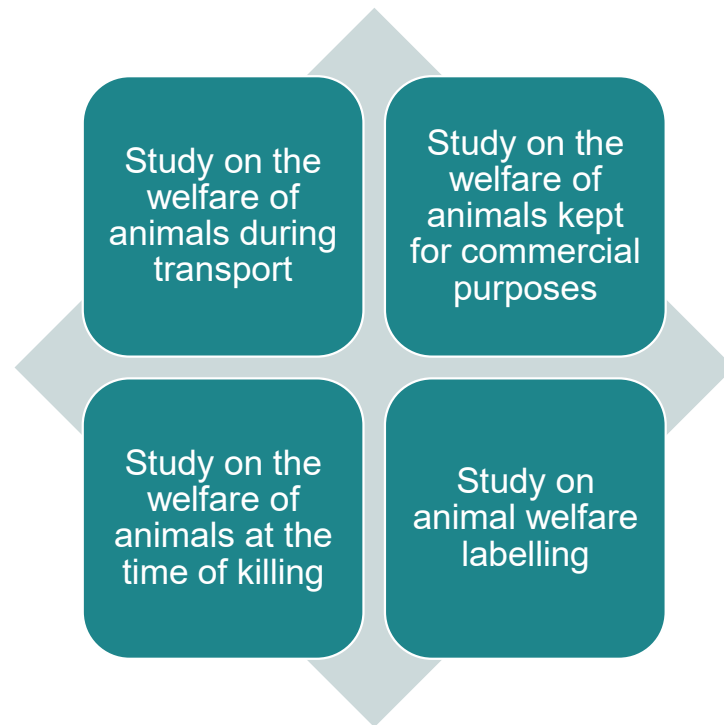 Study on the
welfare of
animals during
transport
Study on the
welfare of
animals kept
for commercial
purposes
Study on the
welfare of
animals at the
time of killing
Study on
animal welfare
labelling